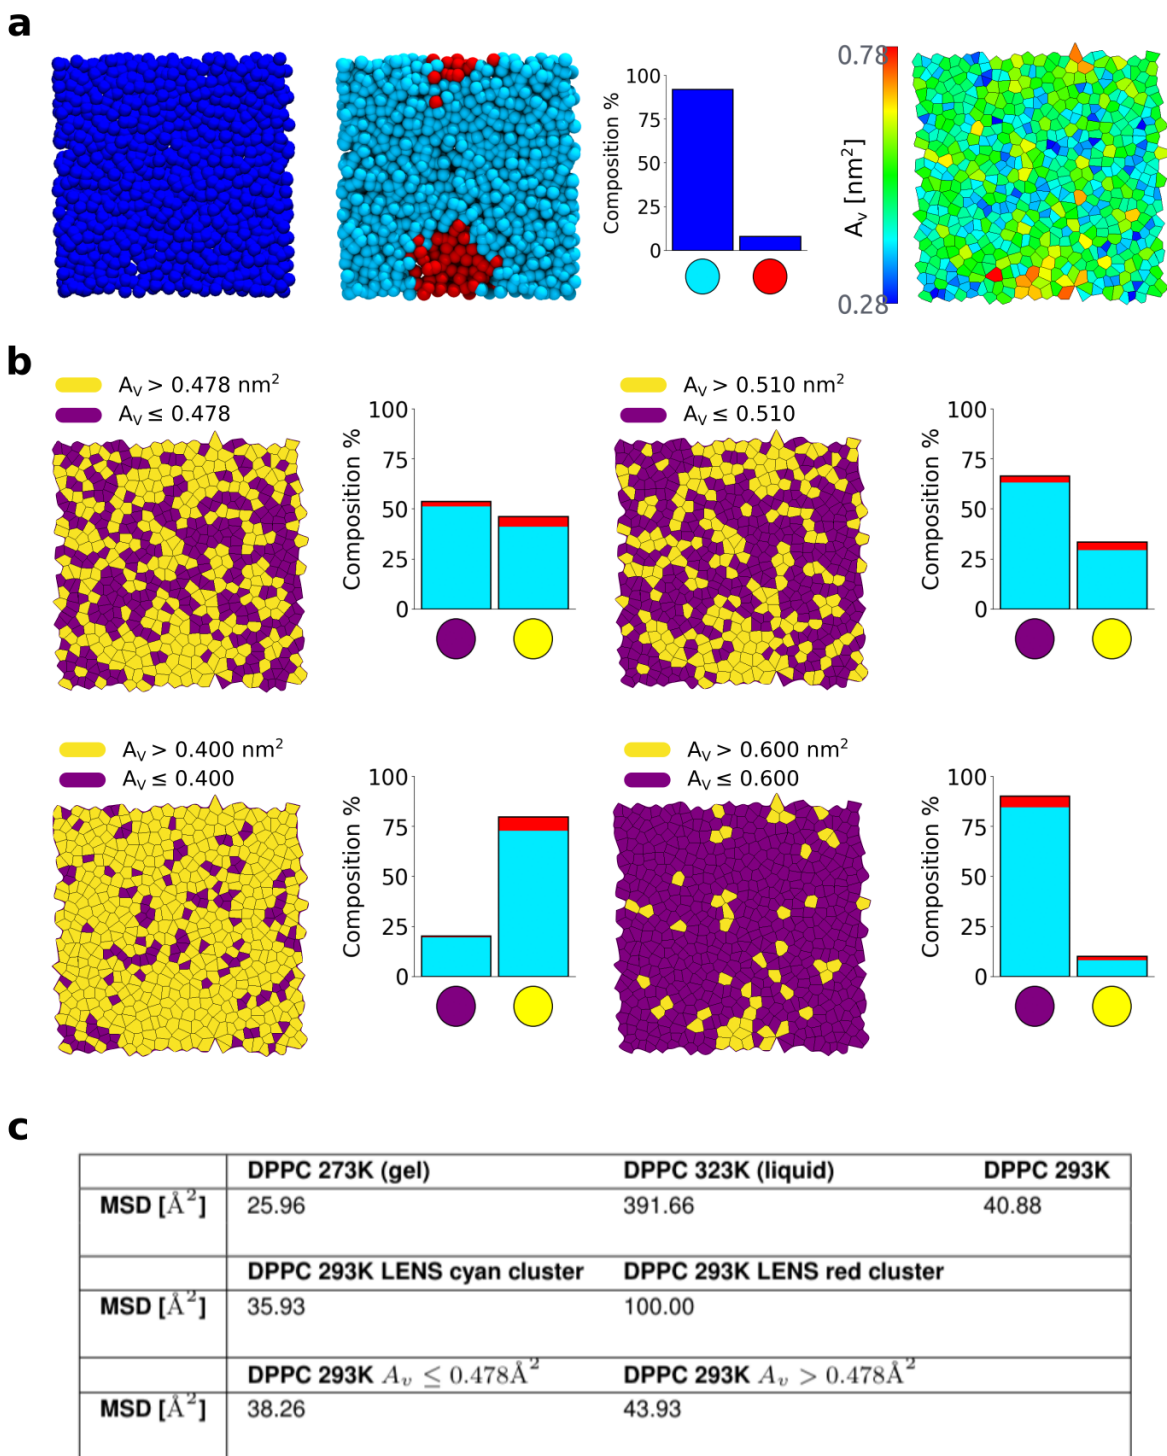 a
Composition %
100
75
50
25
0
A_V [nm²]
0.78
0.28
b
A_V > 0.478 nm²
A_V ≤ 0.478
Composition %
100
75
50
25
0
A_V > 0.510 nm²
A_V ≤ 0.510
Composition %
100
75
50
25
0
A_V > 0.400 nm²
A_V ≤ 0.400
Composition %
100
75
50
25
0
A_V > 0.600 nm²
A_V ≤ 0.600
Composition %
100
75
50
25
0
c
DPPC 273K (gel) DPPC 323K (liquid) DPPC 293K
MSD [Å²] 25.96 391.66 40.88
DPPC 293K LENS cyan cluster DPPC 293K LENS red cluster
MSD [Å²] 35.93 100.00
DPPC 293K A_v ≤ 0.478Å² DPPC 293K A_v > 0.478Å²
MSD [Å²] 38.26 43.93